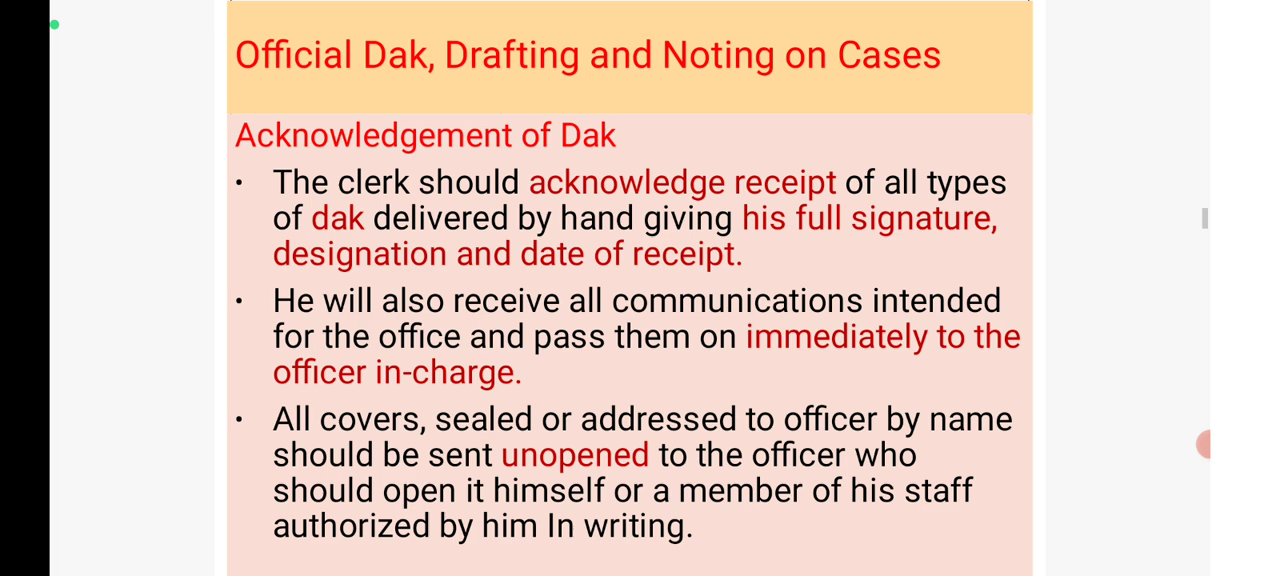 Official Dak, Drafting and Noting on Cases
Acknowledgement of Dak
• The clerk should acknowledge receipt of all types
of dak delivered by hand giving his full signature,
designation and date of receipt.
• He will also receive all communications intended
for the office and pass them on immediately to the
officer in-charge.
• All covers, sealed or addressed to officer by name
should be sent unopened to the officer who
should open it himself or a member of his staff
authorized by him In writing.